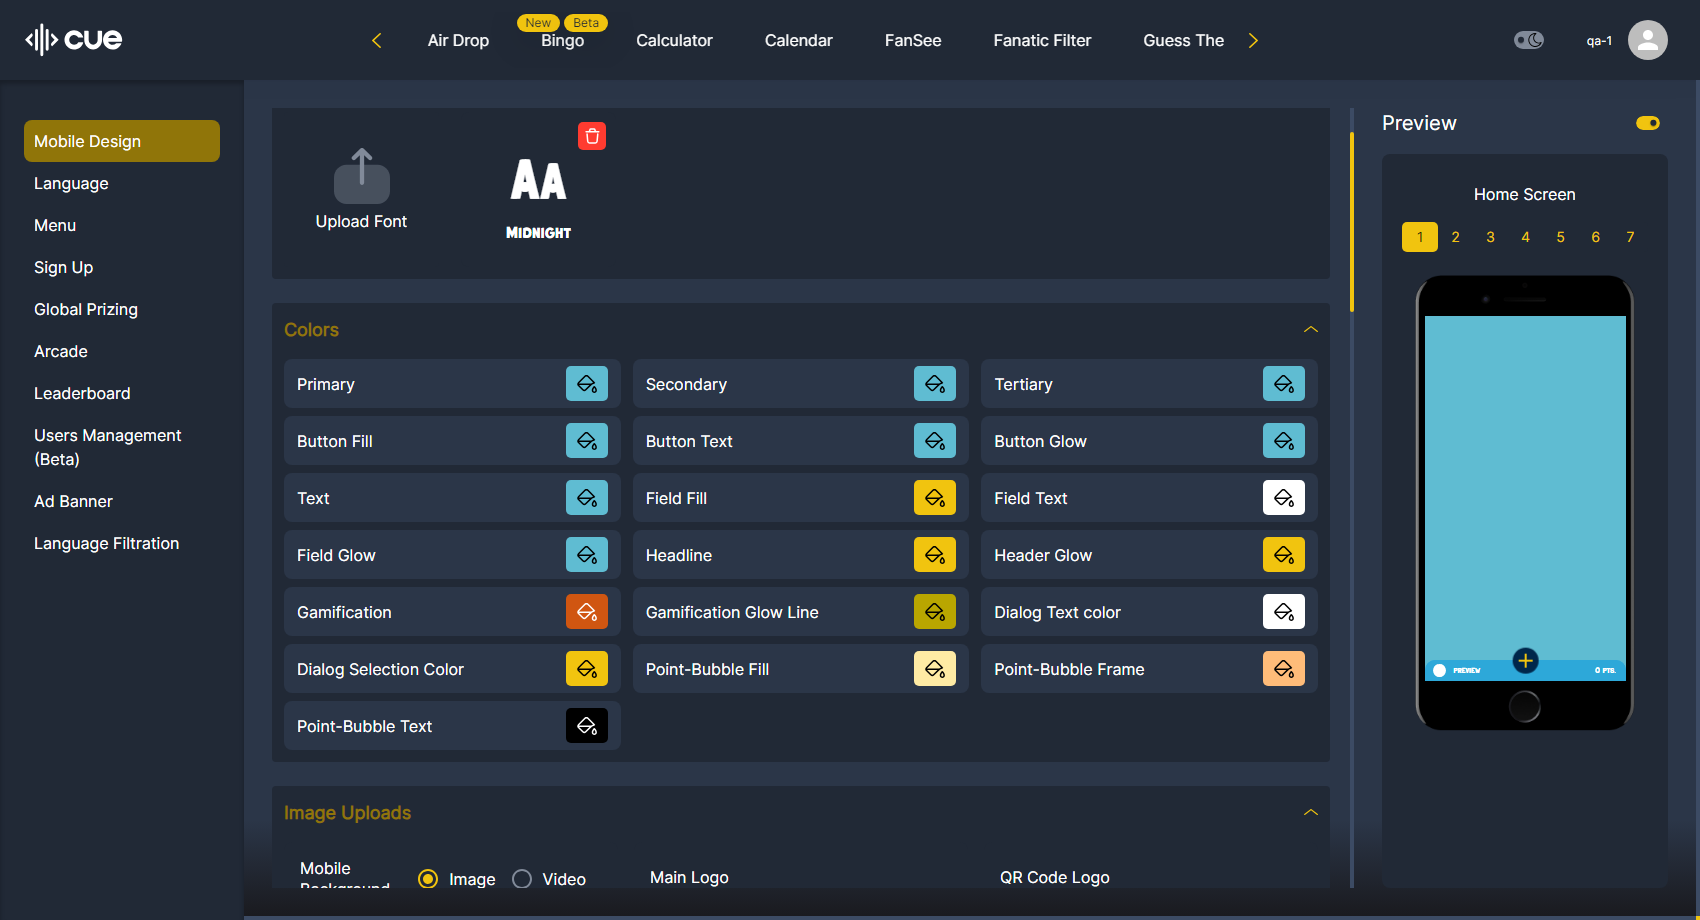 cue
New
Beta
Air Drop
Bingo
Calculator
Calendar
FanSee
Fanatic Filter
Guess The
qa-1
Mobile Design
Language
Menu
Sign Up
Global Prizing
Arcade
Leaderboard
Users Management
(Beta)
Ad Banner
Language Filtration
Upload Font
AA
MIDNIGHT
Colors
Primary
Secondary
Tertiary
Button Fill
Button Text
Button Glow
Text
Field Fill
Field Text
Field Glow
Headline
Header Glow
Gamification
Gamification Glow Line
Dialog Text color
Dialog Selection Color
Point-Bubble Fill
Point-Bubble Frame
Point-Bubble Text
Image Uploads
Mobile
Background
Image
Video
Main Logo
QR Code Logo
Preview
Home Screen
1 2 3 4 5 6 7
PREVIEW
0 PTS.